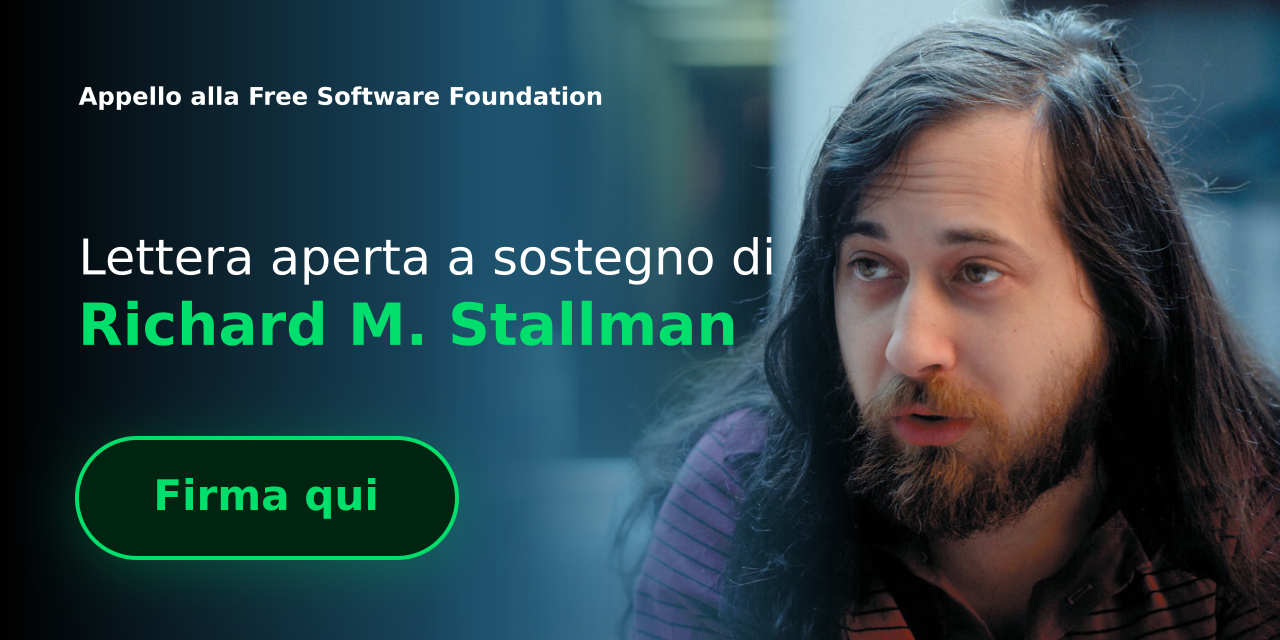 Appello alla Free Software Foundation
Lettera aperta a sostegno di
Richard M. Stallman
Firma qui